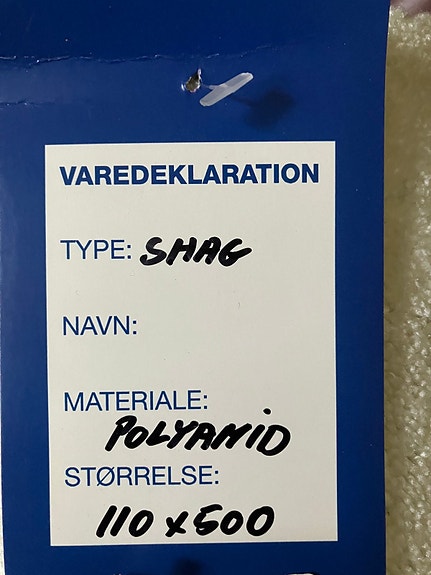 VAREDEKLARATION
TYPE: SHAG
NAVN:
MATERIALE:
POLYAMID
STØRRELSE:
110 x 500